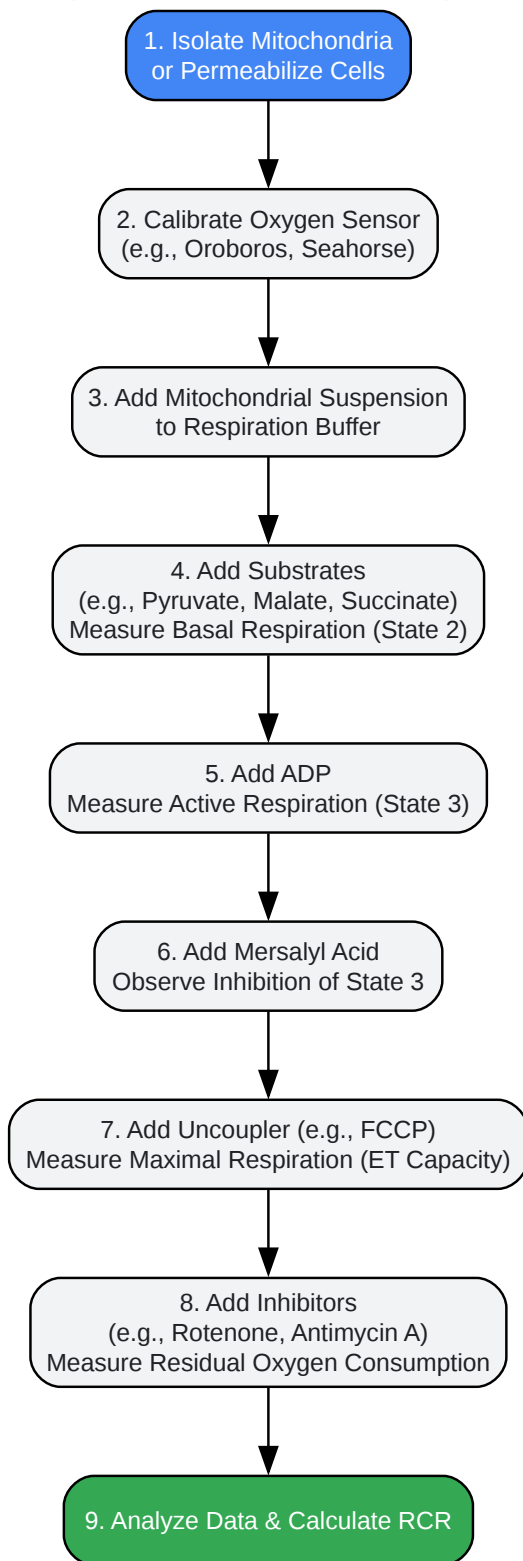 1. Isolate Mitochondria
or Permeabilize Cells
2. Calibrate Oxygen Sensor
(e.g., Oroboros, Seahorse)
3. Add Mitochondrial Suspension
to Respiration Buffer
4. Add Substrates
(e.g., Pyruvate, Malate, Succinate)
Measure Basal Respiration (State 2)
5. Add ADP
Measure Active Respiration (State 3)
6. Add Mersalyl Acid
Observe Inhibition of State 3
7. Add Uncoupler (e.g., FCCP)
Measure Maximal Respiration (ET Capacity)
8. Add Inhibitors
(e.g., Rotenone, Antimycin A)
Measure Residual Oxygen Consumption
9. Analyze Data & Calculate RCR